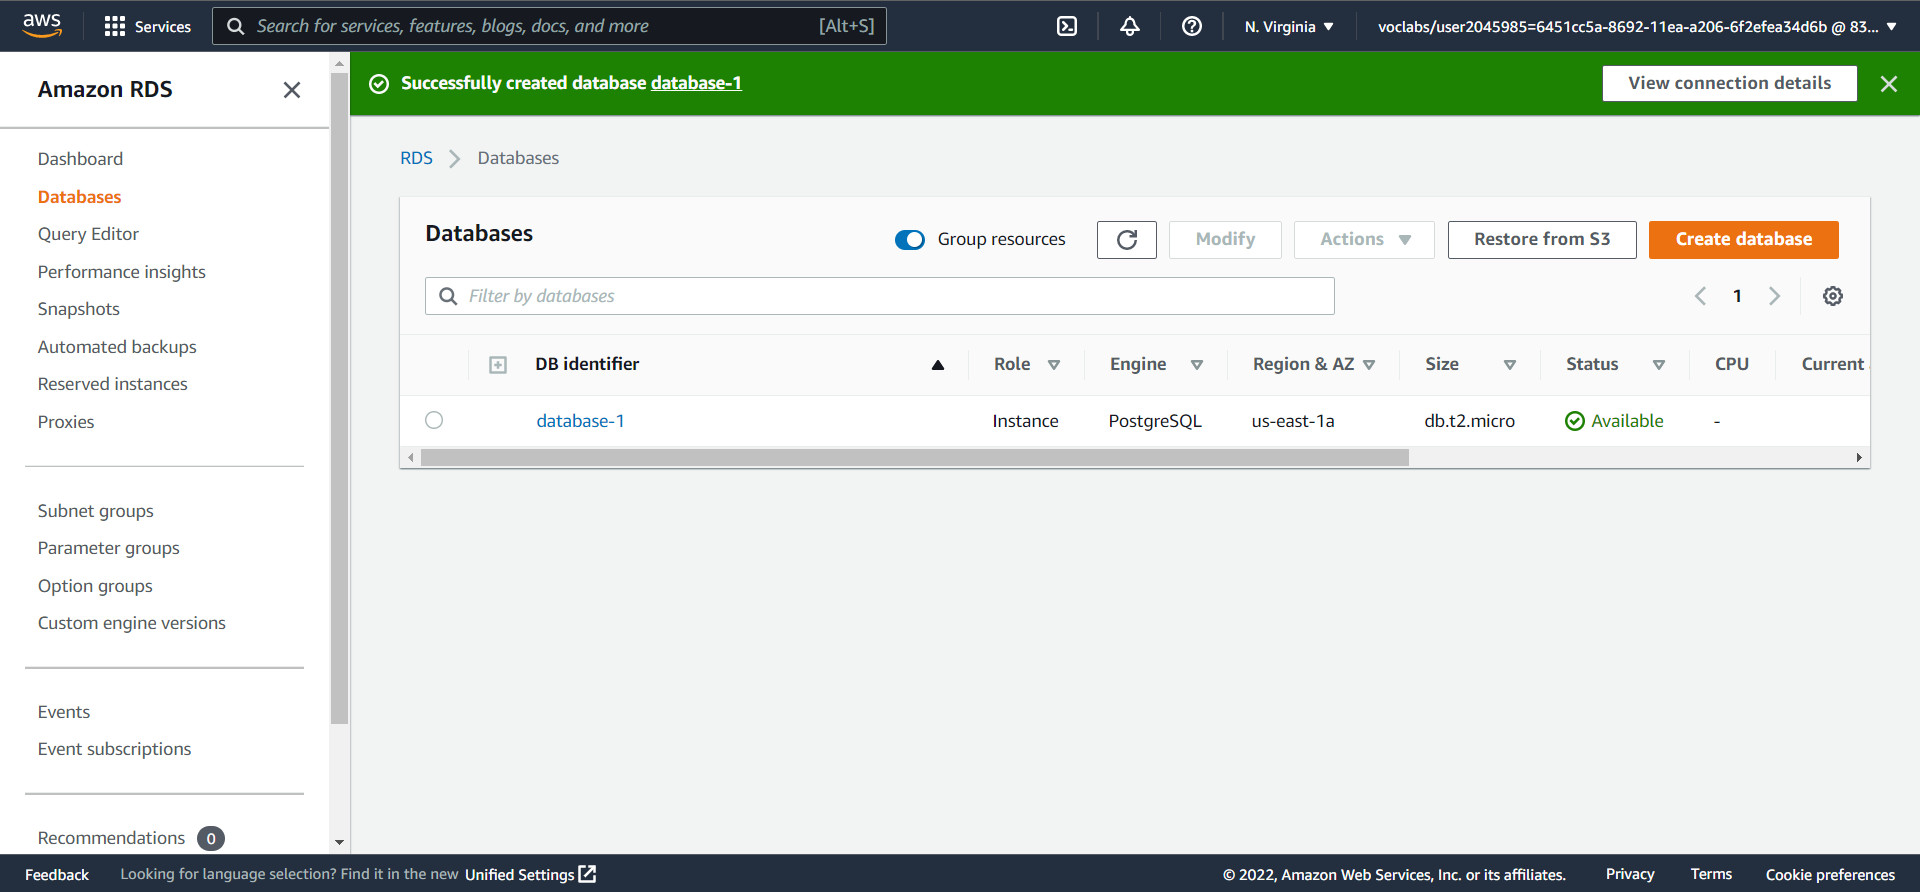 aws Services Search for services, features, blogs, docs, and more [Alt+S] N. Virginia ▼ voclabs/user2045985=6451cc5a-8692-11ea-a206-6f2efea34d6b @ 83... ▼
Amazon RDS
Dashboard
Databases
Query Editor
Performance insights
Snapshots
Automated backups
Reserved instances
Proxies
Subnet groups
Parameter groups
Option groups
Custom engine versions
Events
Event subscriptions
Recommendations 0
Successfully created database database-1 View connection details
RDS > Databases
Databases Group resources Modify Actions Restore from S3 Create database
Filter by databases 1
DB identifier Role Engine Region & AZ Size Status CPU Current
database-1 Instance PostgreSQL us-east-1a db.t2.micro Available -
Feedback Looking for language selection? Find it in the new Unified Settings © 2022, Amazon Web Services, Inc. or its affiliates. Privacy Terms Cookie preferences